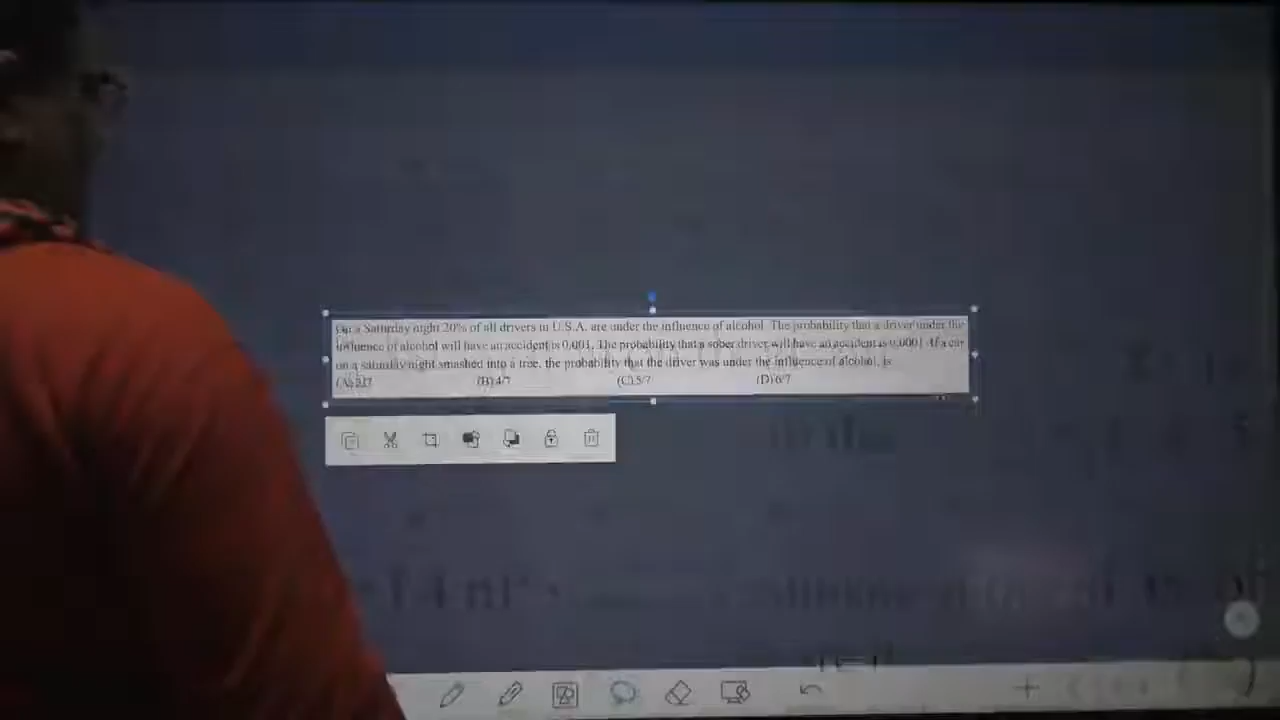 On a Saturday night 20% of all drivers in U.S.A. are under the influence of alcohol. The probability that a driver under the
influence of alcohol will have an accident is 0.001. The probability that a sober driver will have an accident is 0.0001. If a car
on a saturday night smashed into a tree, the probability that the driver was under the influence of alcohol, is
(A) 3/7 (B) 4/7 (C) 5/7 (D) 6/7